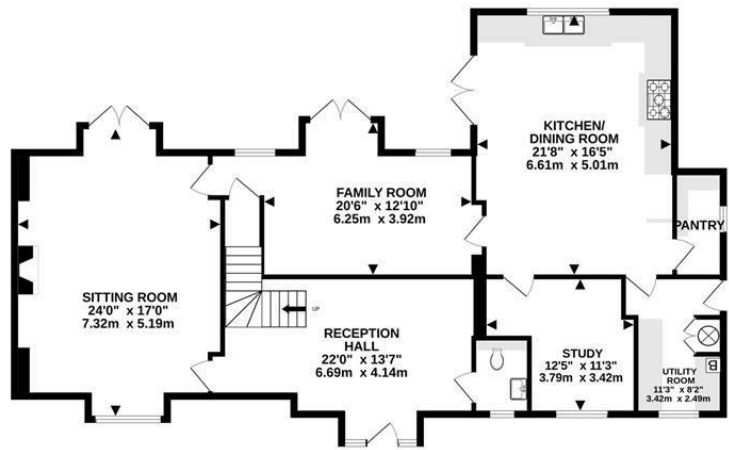 KITCHEN/
DINING ROOM
21'8" x 16'5"
6.61m x 5.01m
FAMILY ROOM
20'6" x 12'10"
6.25m x 3.92m
PANTRY
SITTING ROOM
24'0" x 17'0"
7.32m x 5.19m
UP
RECEPTION
HALL
22'0" x 13'7"
6.69m x 4.14m
STUDY
12'5" x 11'3"
3.79m x 3.42m
B
UTILITY
ROOM
11'3" x 8'2"
3.42m x 2.49m